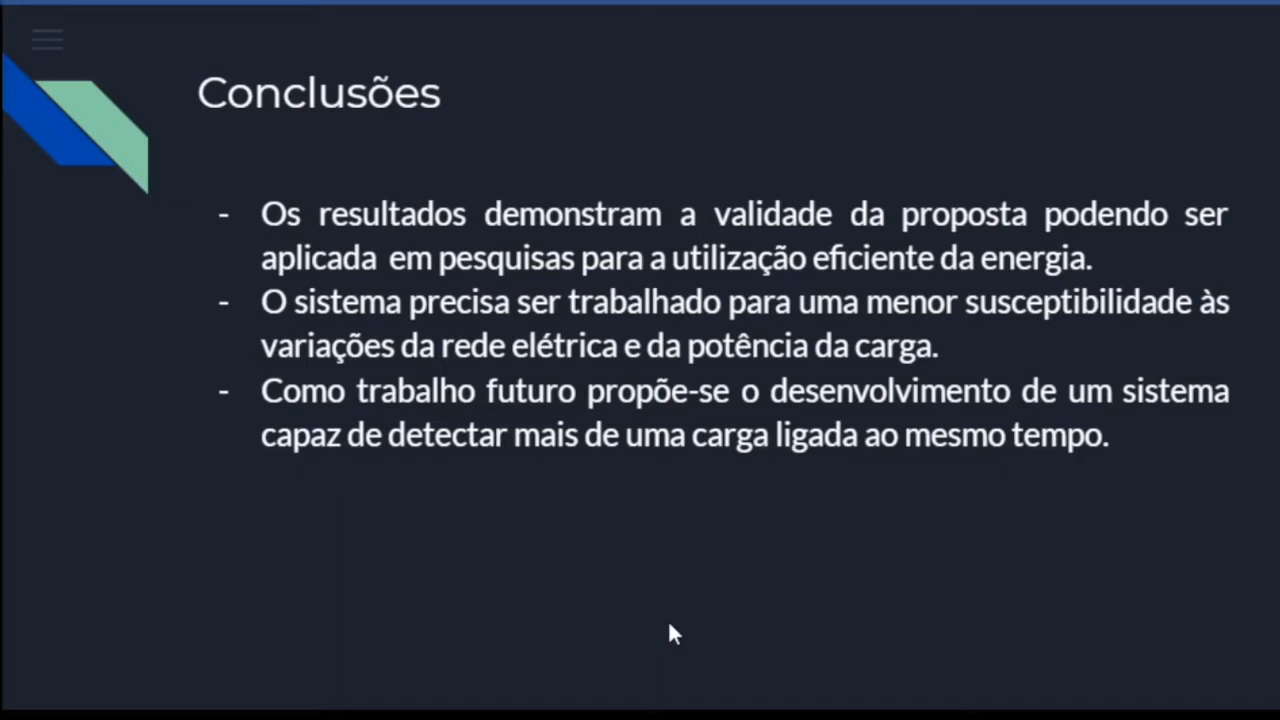 Conclusões
- Os resultados demonstram a validade da proposta podendo ser
aplicada em pesquisas para a utilização eficiente da energia.
- O sistema precisa ser trabalhado para uma menor susceptibilidade às
variações da rede elétrica e da potência da carga.
- Como trabalho futuro propõe-se o desenvolvimento de um sistema
capaz de detectar mais de uma carga ligada ao mesmo tempo.